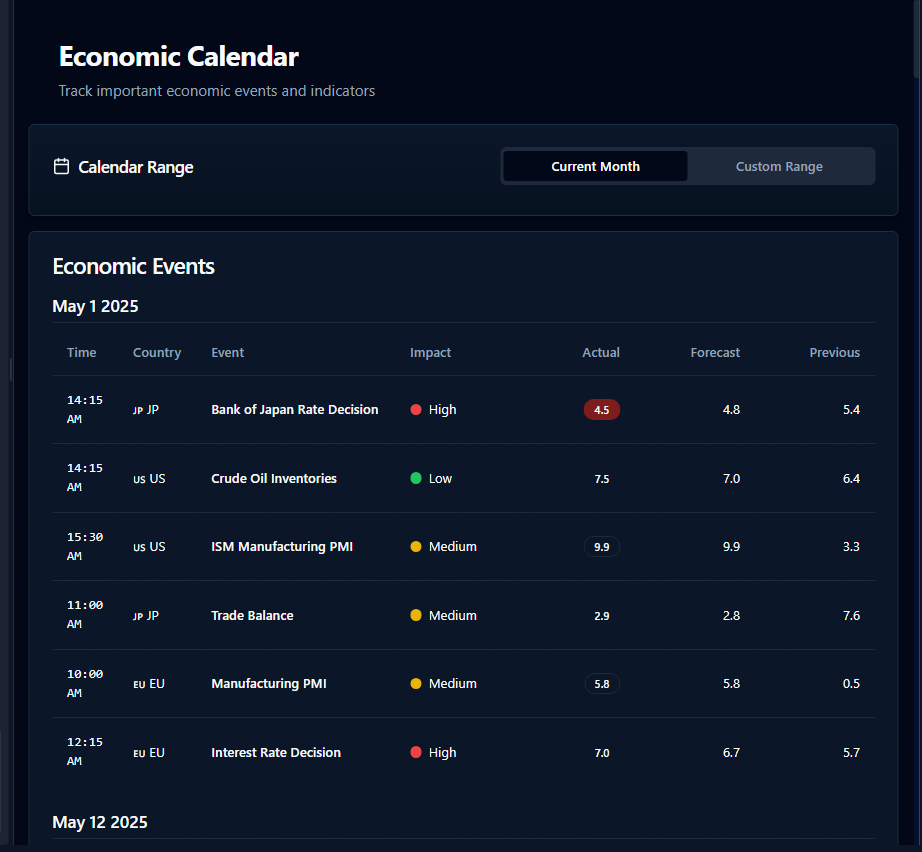 Economic Calendar
Track important economic events and indicators
Calendar Range
Current Month
Custom Range
Economic Events
May 1 2025
Time Country Event Impact Actual Forecast Previous
14:15
AM
JP JP Bank of Japan Rate Decision High 4.5 4.8 5.4
14:15
AM
US US Crude Oil Inventories Low 7.5 7.0 6.4
15:30
AM
US US ISM Manufacturing PMI Medium 9.9 9.9 3.3
11:00
AM
JP JP Trade Balance Medium 2.9 2.8 7.6
10:00
AM
EU EU Manufacturing PMI Medium 5.8 5.8 0.5
12:15
AM
EU EU Interest Rate Decision High 7.0 6.7 5.7
May 12 2025